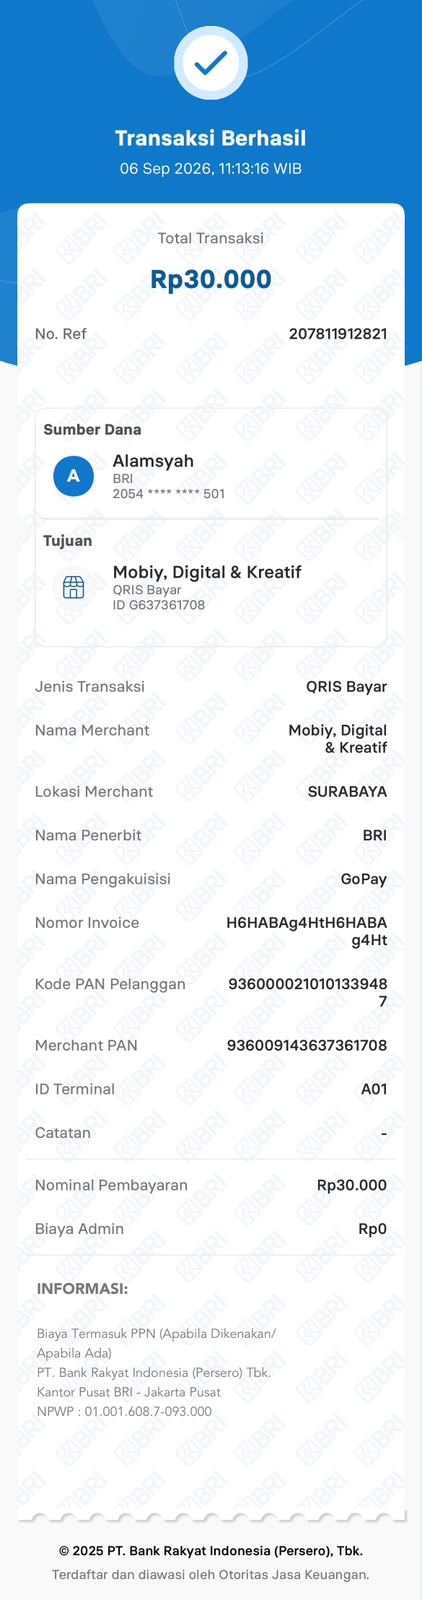 Transaksi Berhasil
06 Sep 2026, 11:13:16 WIB
Total Transaksi
Rp30.000
No. Ref 207811912821
Sumber Dana
A
Alamsyah
BRI
2054 **** **** 501
Tujuan
Mobiy, Digital & Kreatif
QRIS Bayar
ID G637361708
Jenis Transaksi QRIS Bayar
Nama Merchant Mobiy, Digital
& Kreatif
Lokasi Merchant SURABAYA
Nama Penerbit BRI
Nama Pengakuisisi GoPay
Nomor Invoice H6HABAg4HtH6HABA
g4Ht
Kode PAN Pelanggan 936000021010133948
7
Merchant PAN 936009143637361708
ID Terminal A01
Catatan -
Nominal Pembayaran Rp30.000
Biaya Admin Rp0
INFORMASI:
Biaya Termasuk PPN (Apabila Dikenakan/
Apabila Ada)
PT. Bank Rakyat Indonesia (Persero) Tbk.
Kantor Pusat BRI - Jakarta Pusat
NPWP : 01.001.608.7-093.000
© 2025 PT. Bank Rakyat Indonesia (Persero), Tbk.
Terdaftar dan diawasi oleh Otoritas Jasa Keuangan.